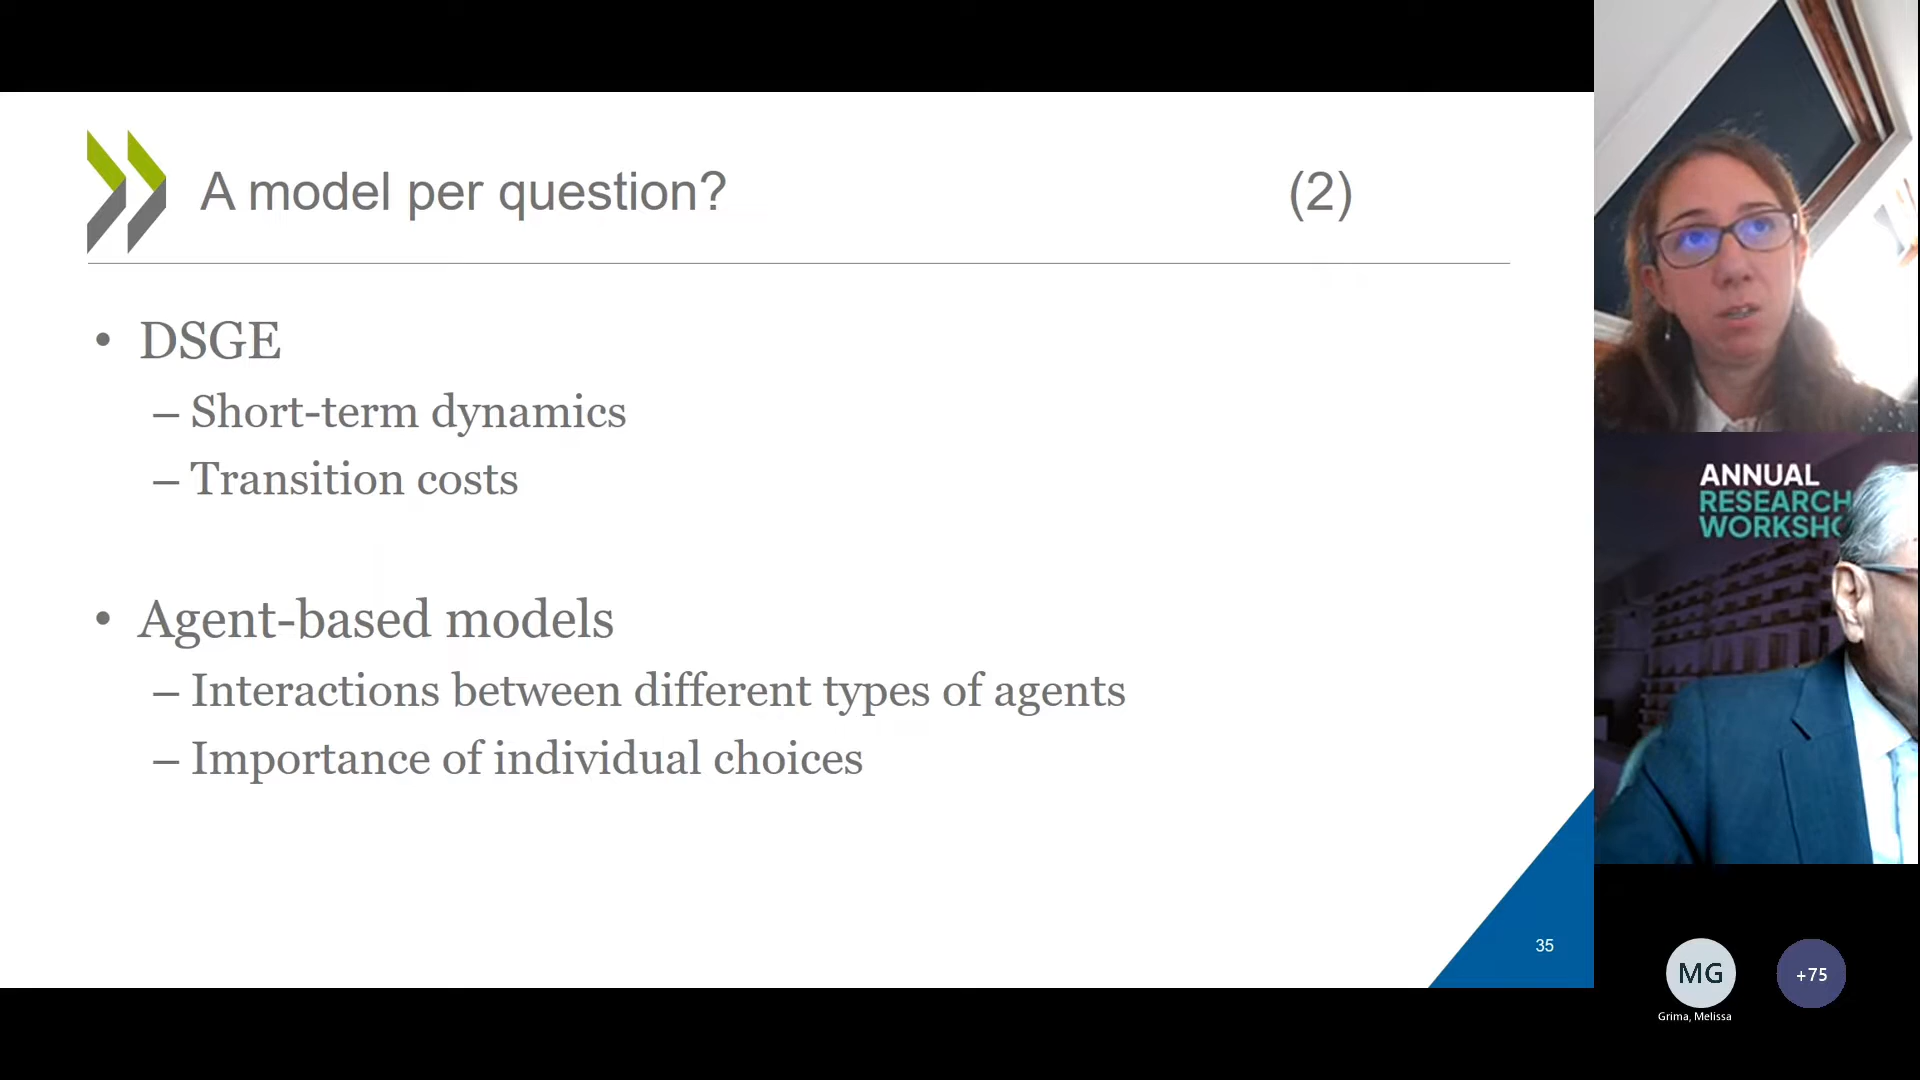 A model per question? (2)
• DSGE
– Short-term dynamics
– Transition costs
• Agent-based models
– Interactions between different types of agents
– Importance of individual choices
35
ANNUAL
RESEARCH
WORKSHO
MG
+75
Grima, Melissa